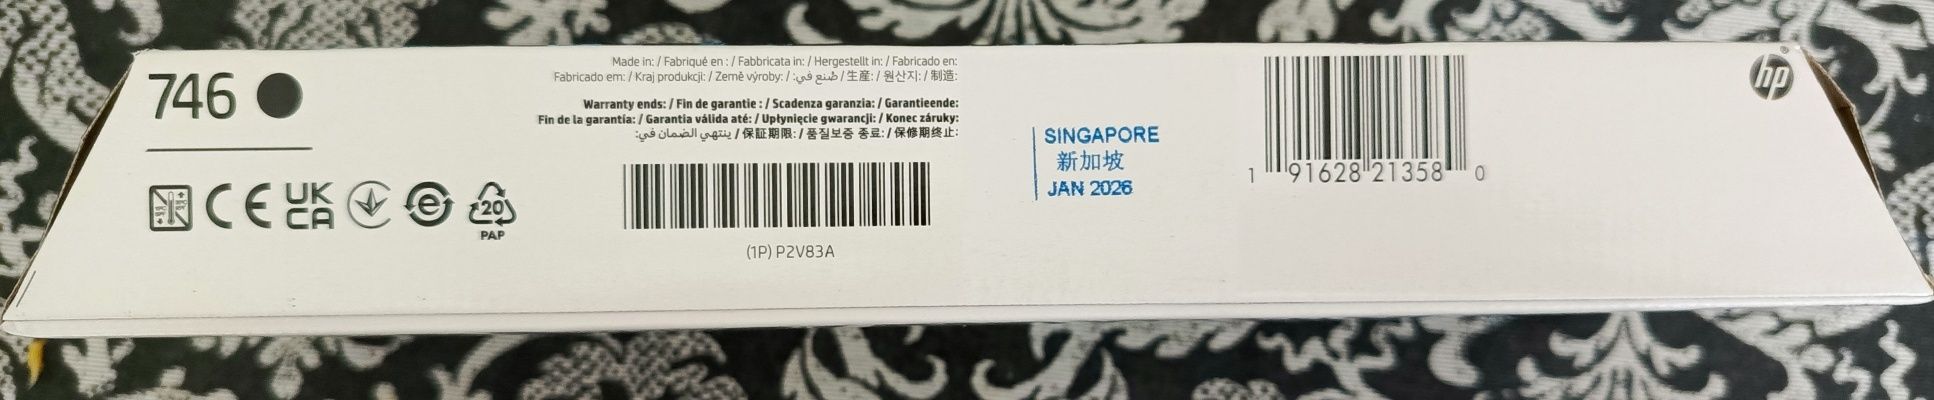 746
Made in: / Fabriqué en : / Fabbricata in: / Hergestellt in: / Fabricado en:
Fabricado em: / Kraj produkcji: / Země výroby: / صُنع في: / 生産: / 원산지: / 制造:
Warranty ends: / Fin de garantie : / Scadenza garanzia: / Garantieende:
Fin de la garantía: / Garantia válida até: / Upłynięcie gwarancji: / Konec záruky:
ينتهي الضمان في: / 保証期限: / 품질보증 종료: / 保修期终止:
(1P) P2V83A
CE
UK
CA
e
20
PAP
SINGAPORE
新加坡
JAN 2026
1 91628 21358 0
hp